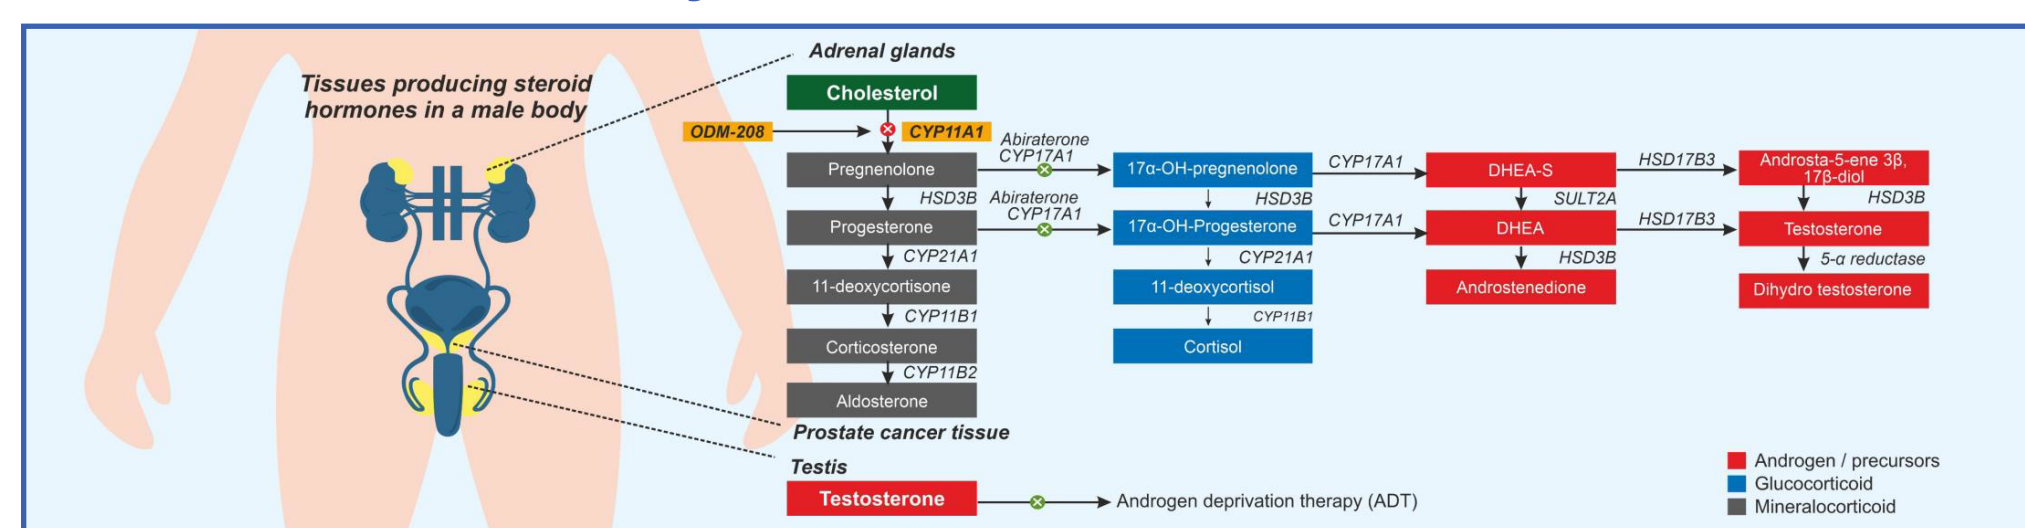 Adrenal glands
Tissues producing steroid
hormones in a male body
Cholesterol
ODM-208
CYP11A1
Abiraterone
CYP17A1
Pregnenolone
17α-OH-pregnenolone
CYP17A1
DHEA-S
HSD17B3
Androsta-5-ene 3β,
17β-diol
HSD3B
Abiraterone
CYP17A1
HSD3B
SULT2A
HSD3B
Progesterone
17α-OH-Progesterone
CYP17A1
DHEA
HSD17B3
Testosterone
CYP21A1
CYP21A1
HSD3B
5-α reductase
11-deoxycortisone
11-deoxycortisol
Androstenedione
Dihydro testosterone
CYP11B1
CYP11B1
Corticosterone
Cortisol
CYP11B2
Aldosterone
Prostate cancer tissue
Testis
Testosterone
Androgen deprivation therapy (ADT)
Androgen / precursors
Glucocorticoid
Mineralocorticoid